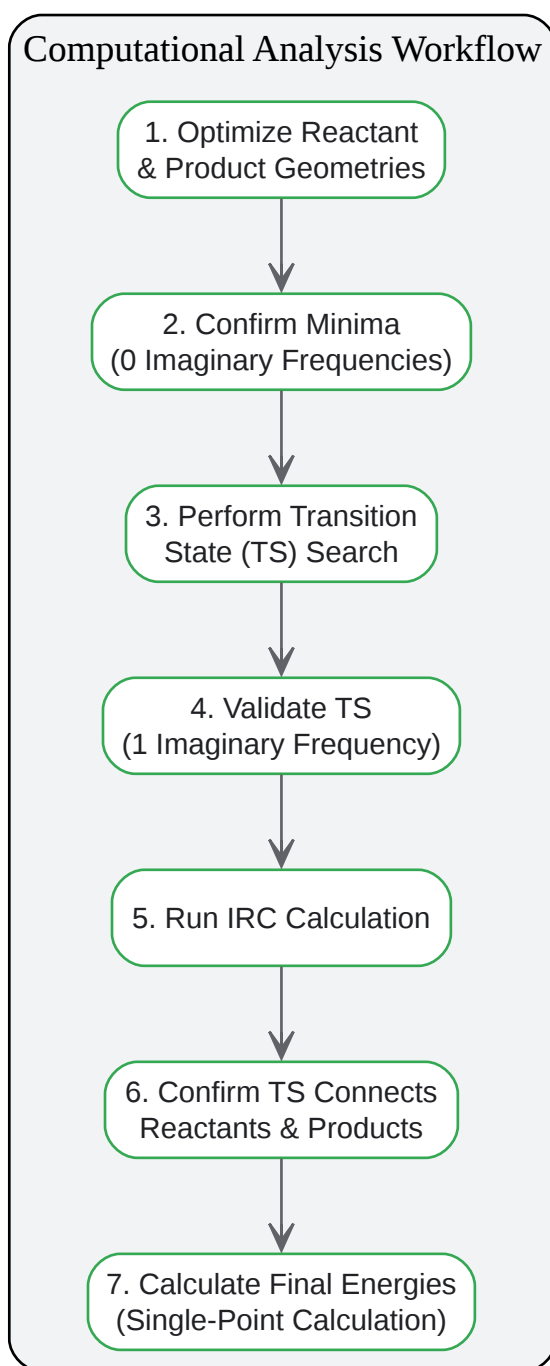 Computational Analysis Workflow
1. Optimize Reactant
& Product Geometries
2. Confirm Minima
(0 Imaginary Frequencies)
3. Perform Transition
State (TS) Search
4. Validate TS
(1 Imaginary Frequency)
5. Run IRC Calculation
6. Confirm TS Connects
Reactants & Products
7. Calculate Final Energies
(Single-Point Calculation)